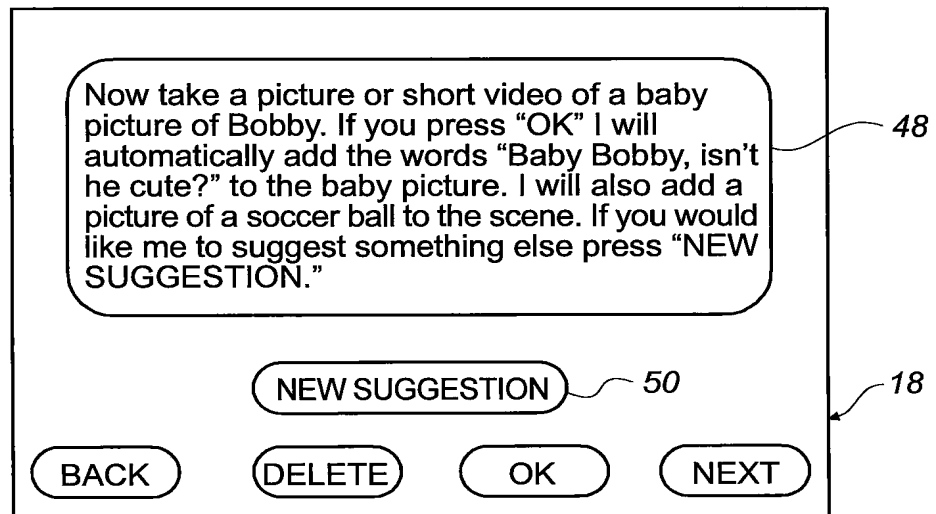 Now take a picture or short video of a baby
picture of Bobby. If you press “OK” I will
automatically add the words “Baby Bobby, isn't
he cute?” to the baby picture. I will also add a
picture of a soccer ball to the scene. If you would
like me to suggest something else press “NEW
SUGGESTION.”
48
NEW SUGGESTION 50
18
BACK DELETE OK NEXT